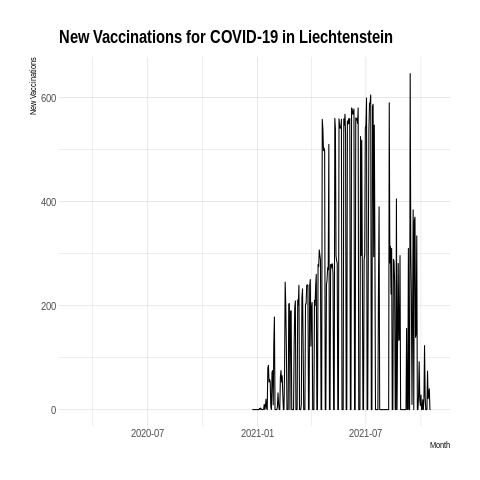 New Vaccinations for COVID-19 in Liechtenstein
New Vaccinations
600
400
200
0
2020-07
2021-01
2021-07
Month